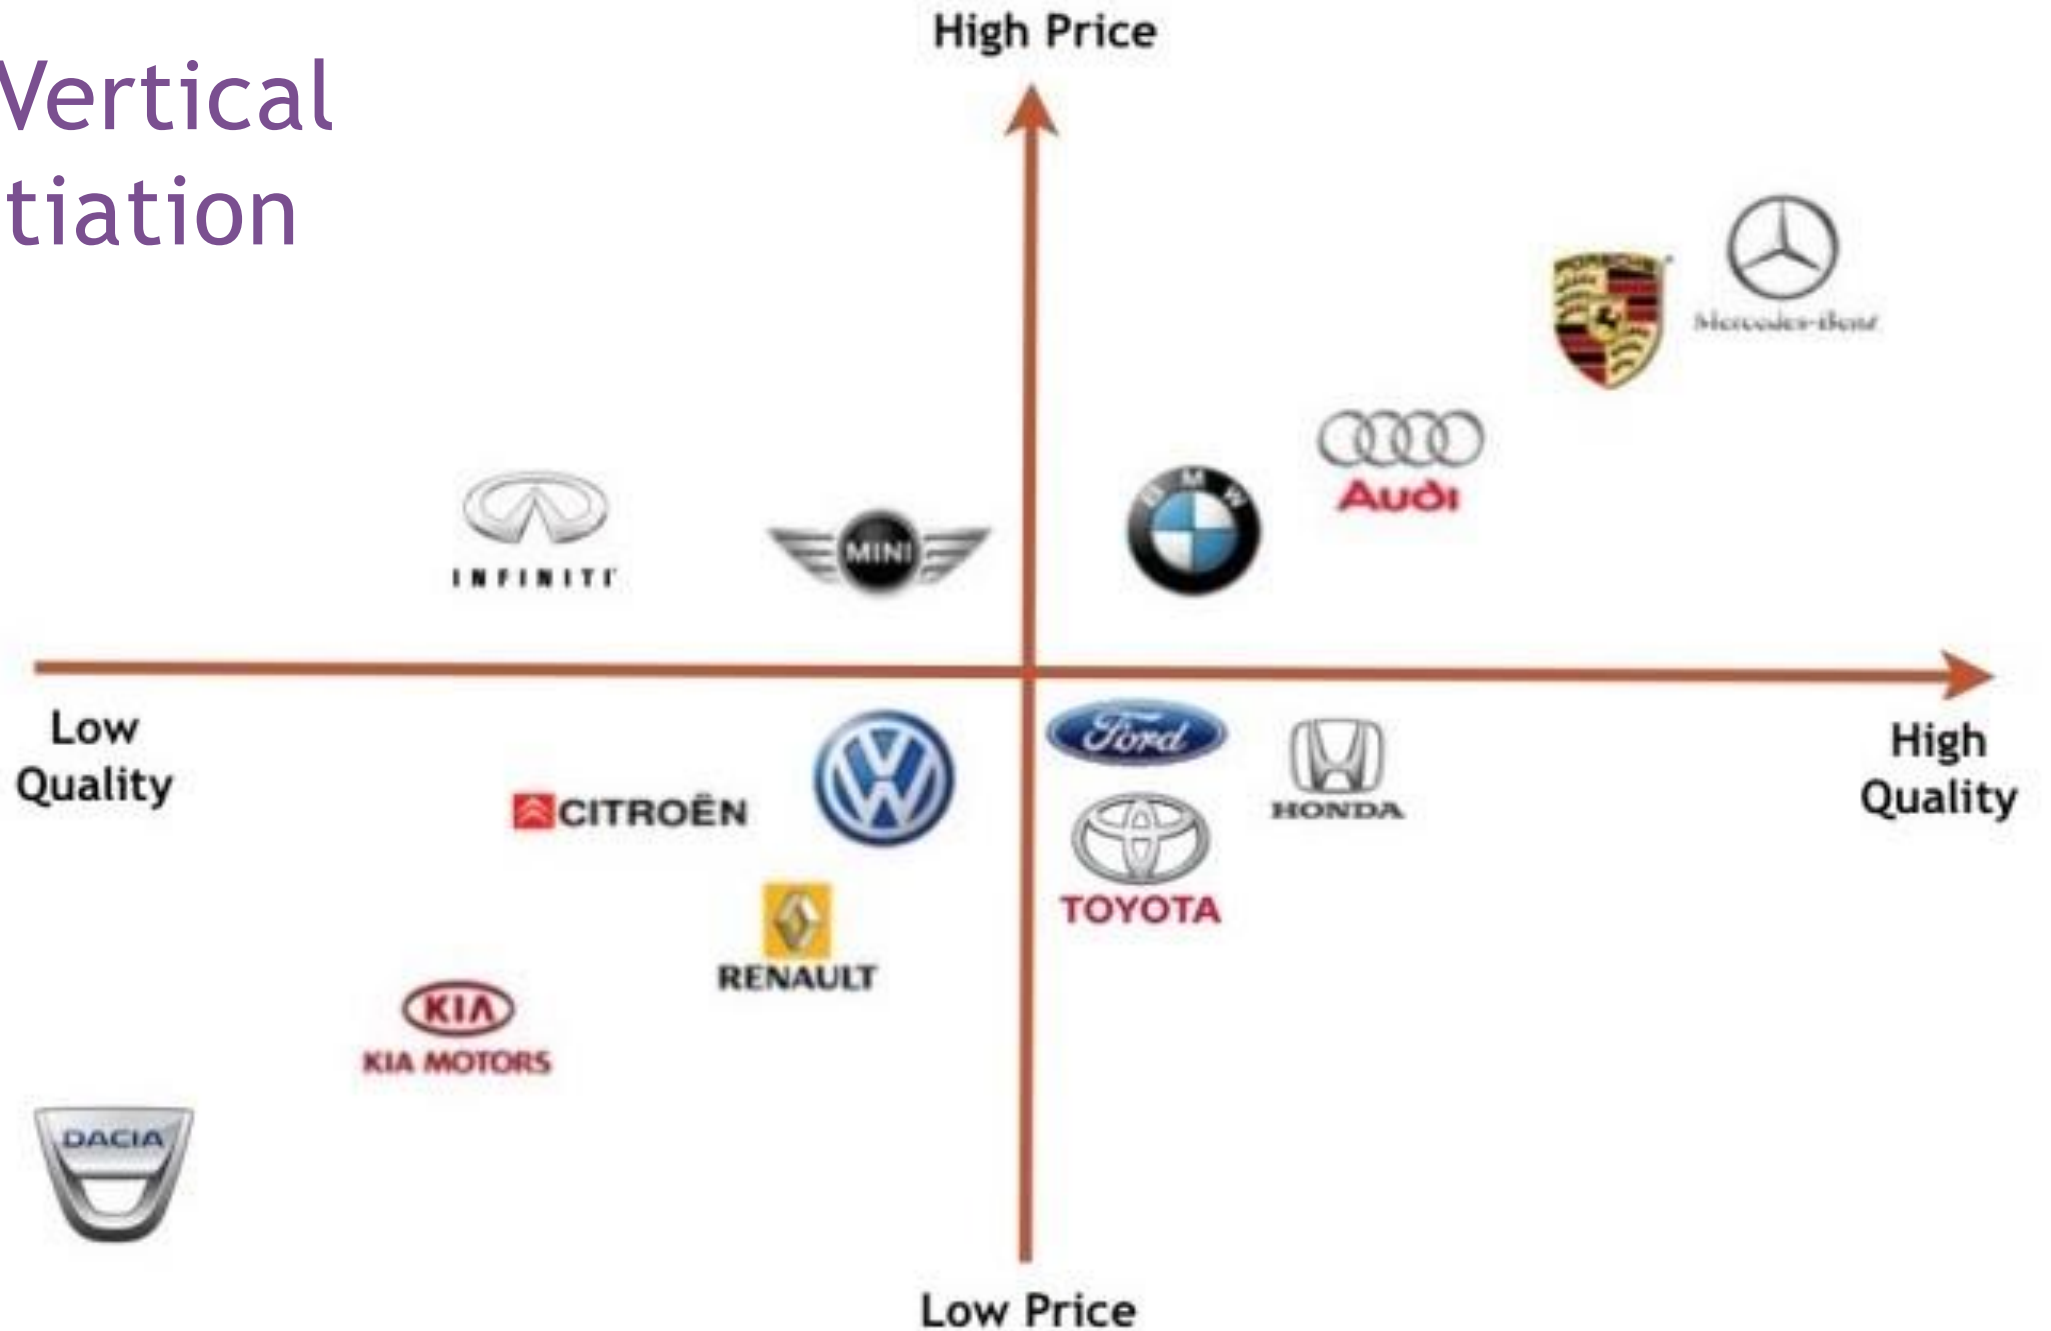 High Price
Vertical
tiation
PORSCHE
Mercedes-Benz
Audi
BMW
INFINITI
MINI
Low
Quality
Ford
High
Quality
HONDA
CITROËN
TOYOTA
RENAULT
KIA
KIA MOTORS
DACIA
Low Price